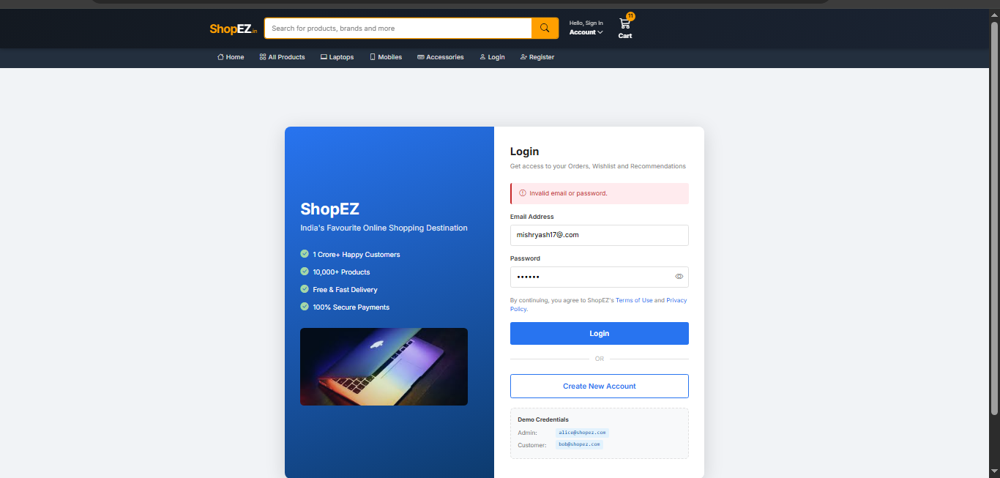 ShopEZ.in
Search for products, brands and more
Hello, Sign In
Account
11
Cart
Home All Products Laptops Mobiles Accessories Login Register
ShopEZ
India's Favourite Online Shopping Destination
1 Crore+ Happy Customers
10,000+ Products
Free & Fast Delivery
100% Secure Payments
Login
Get access to your Orders, Wishlist and Recommendations
Invalid email or password.
Email Address
mishryash17@.com
Password
••••••
By continuing, you agree to ShopEZ's Terms of Use and Privacy
Policy.
Login
OR
Create New Account
Demo Credentials
Admin: alice@shopez.com
Customer: bob@shopez.com